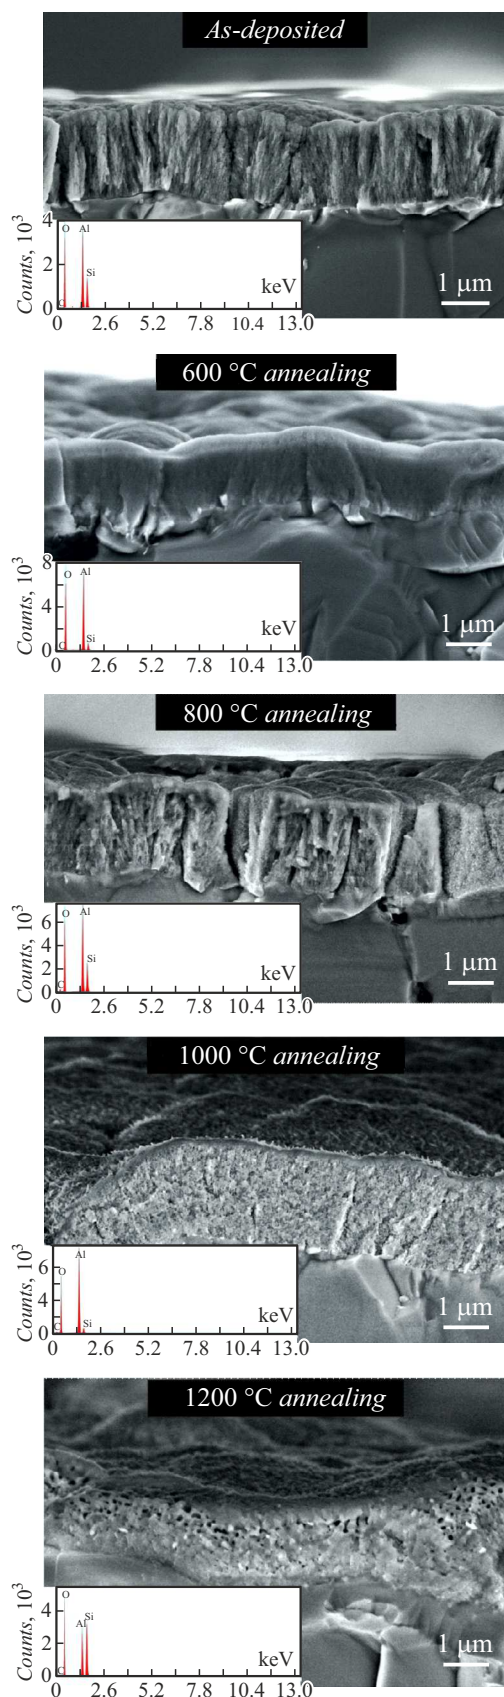 As-deposited
Counts, 10³
4
2
0
O Al
Si
C
keV
0 2.6 5.2 7.8 10.4 13.0
1 μm
600 °C annealing
Counts, 10³
8
4
0
O Al
Si
C
keV
0 2.6 5.2 7.8 10.4 13.0
1 μm
800 °C annealing
Counts, 10³
6
4
2
0
O Al
Si
C
keV
0 2.6 5.2 7.8 10.4 13.0
1 μm
1000 °C annealing
Counts, 10³
6
4
2
0
Al
O
Si
C
keV
0 2.6 5.2 7.8 10.4 13.0
1 μm
1200 °C annealing
Counts, 10³
4
2
0
O
Al Si
C
keV
0 2.6 5.2 7.8 10.4 13.0
1 μm